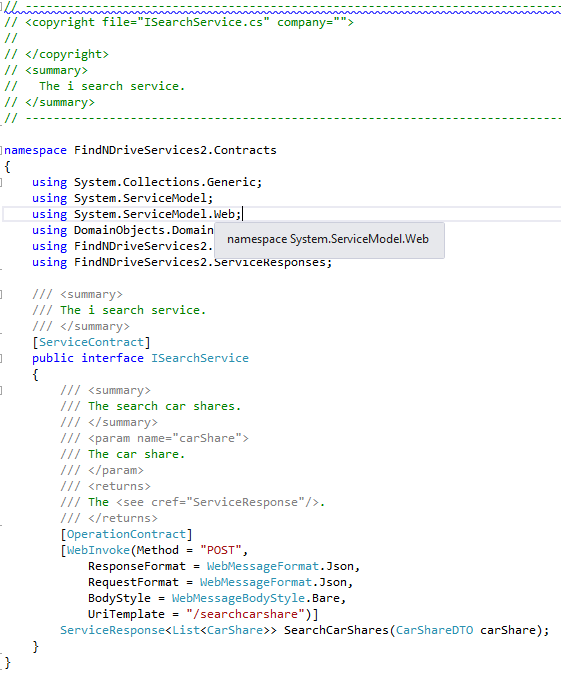 // ----------------------------------------------------------------------------
// <copyright file="ISearchService.cs" company="">
//
// </copyright>
// <summary>
//   The i search service.
// </summary>
// ----------------------------------------------------------------------------
namespace FindNDriveServices2.Contracts
{
    using System.Collections.Generic;
    using System.ServiceModel;
    using System.ServiceModel.Web;
    using DomainObjects.Domain
namespace System.ServiceModel.Web
    using FindNDriveServices2.
    using FindNDriveServices2.ServiceResponses;
    /// <summary>
    /// The i search service.
    /// </summary>
    [ServiceContract]
    public interface ISearchService
    {
        /// <summary>
        /// The search car shares.
        /// </summary>
        /// <param name="carShare">
        /// The car share.
        /// </param>
        /// <returns>
        /// The <see cref="ServiceResponse"/>.
        /// </returns>
        [OperationContract]
        [WebInvoke(Method = "POST",
            ResponseFormat = WebMessageFormat.Json,
            RequestFormat = WebMessageFormat.Json,
            BodyStyle = WebMessageBodyStyle.Bare,
            UriTemplate = "/searchcarshare")]
        ServiceResponse<List<CarShare>> SearchCarShares(CarShareDTO carShare);
    }
}